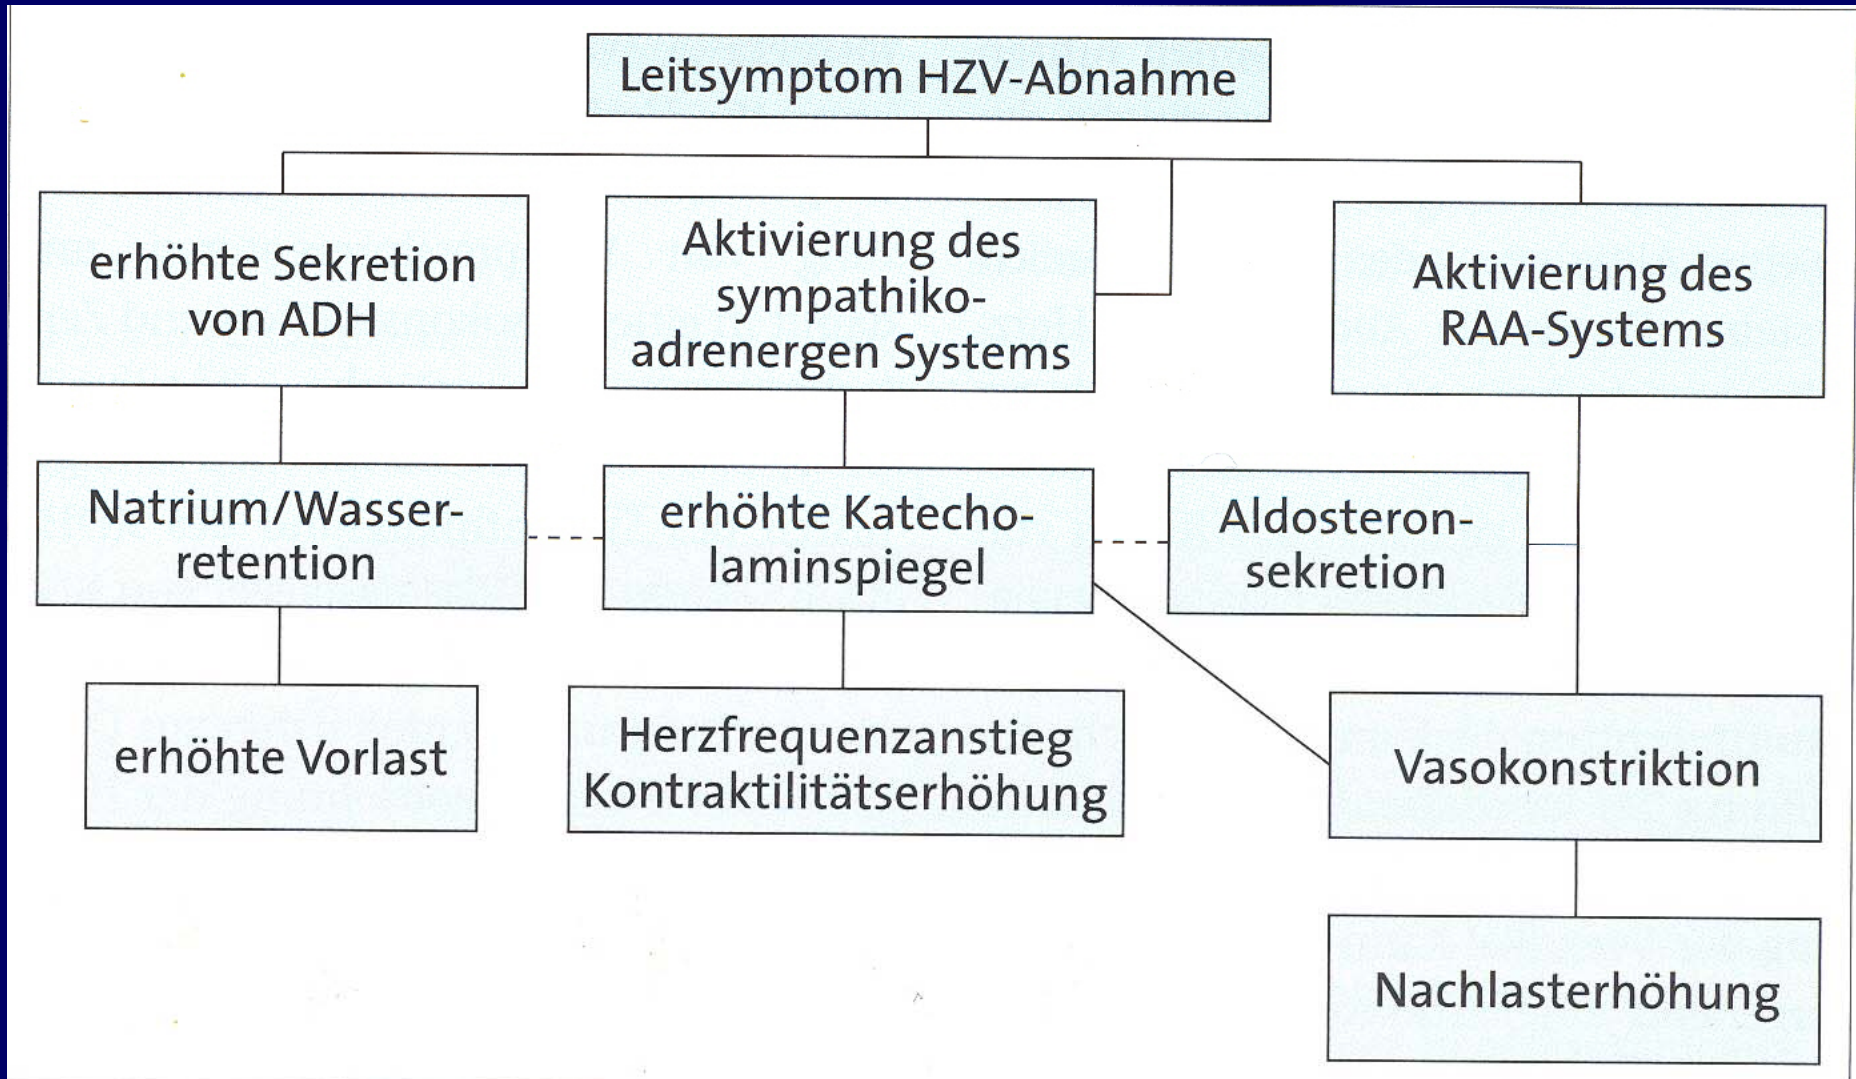 Leitsymptom HZV-Abnahme
erhöhte Sekretion
von ADH
Aktivierung des
sympathiko-
adrenergen Systems
Aktivierung des
RAA-Systems
Natrium/Wasser-
retention
erhöhte Katecho-
laminspiegel
Aldosteron-
sekretion
erhöhte Vorlast
Herzfrequenzanstieg
Kontraktilitätserhöhung
Vasokonstriktion
Nachlasterhöhung